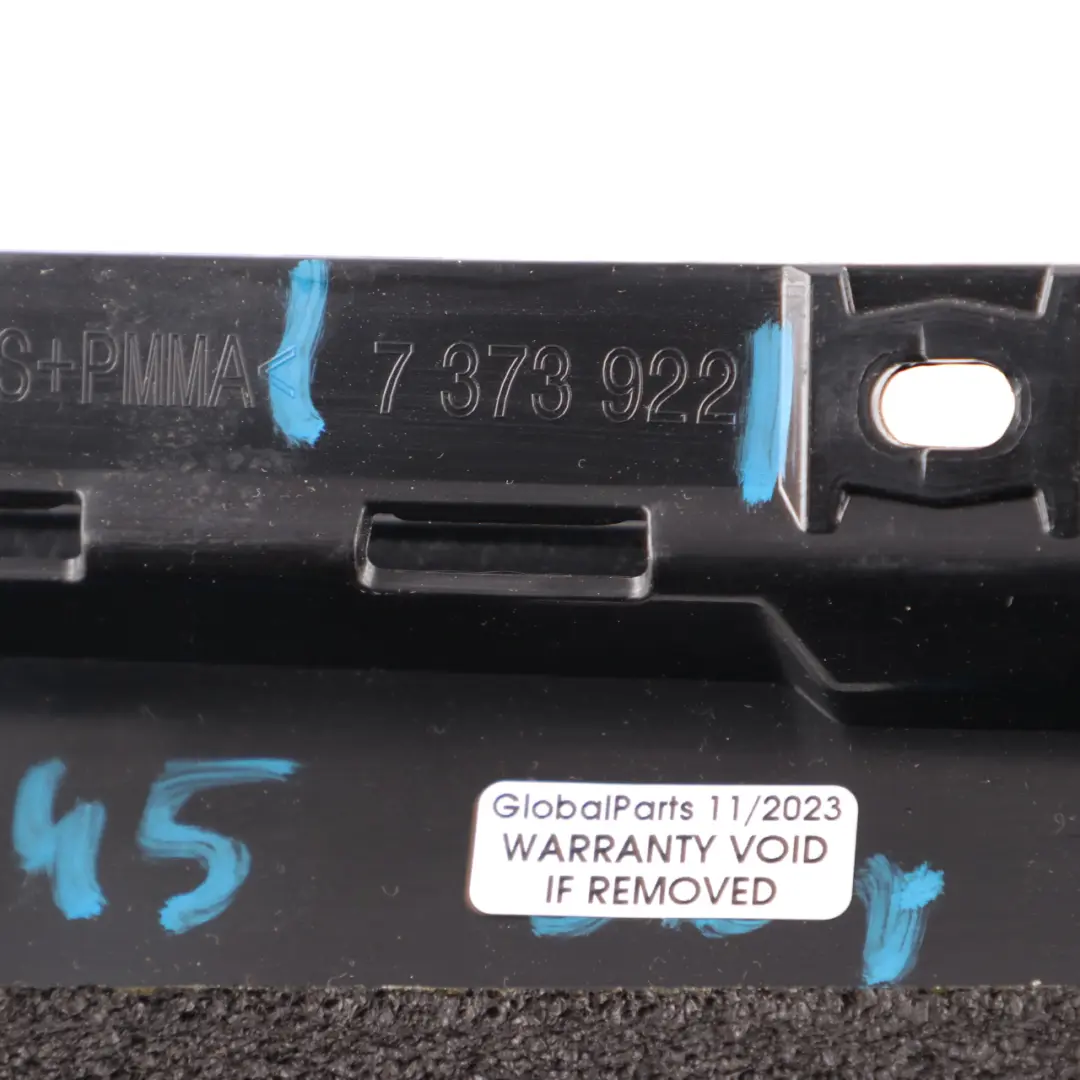 S+PMMA< 7 373 922
45
GlobalParts 11/2023
WARRANTY VOID
IF REMOVED